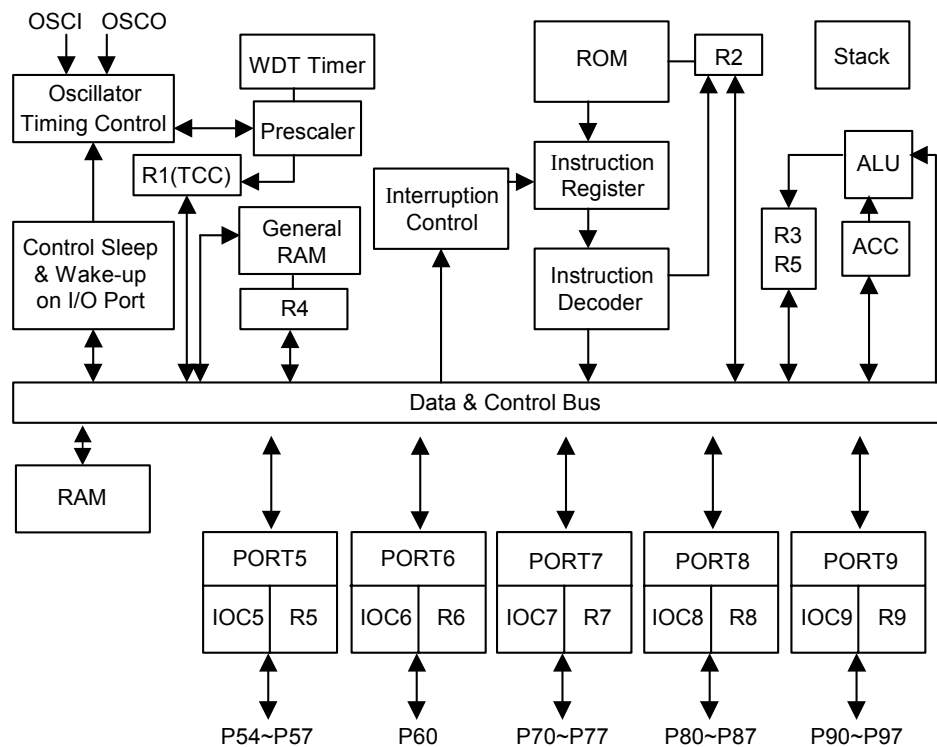 OSCI OSCO
WDT Timer
ROM
R2
Stack
Oscillator
Timing Control
Prescaler
R1(TCC)
Interruption
Control
Instruction
Register
ALU
Control Sleep
& Wake-up
on I/O Port
General
RAM
R4
Instruction
Decoder
R3
R5
ACC
Data & Control Bus
RAM
PORT5
IOC5 R5
PORT6
IOC6 R6
PORT7
IOC7 R7
PORT8
IOC8 R8
PORT9
IOC9 R9
P54~P57
P60
P70~P77
P80~P87
P90~P97